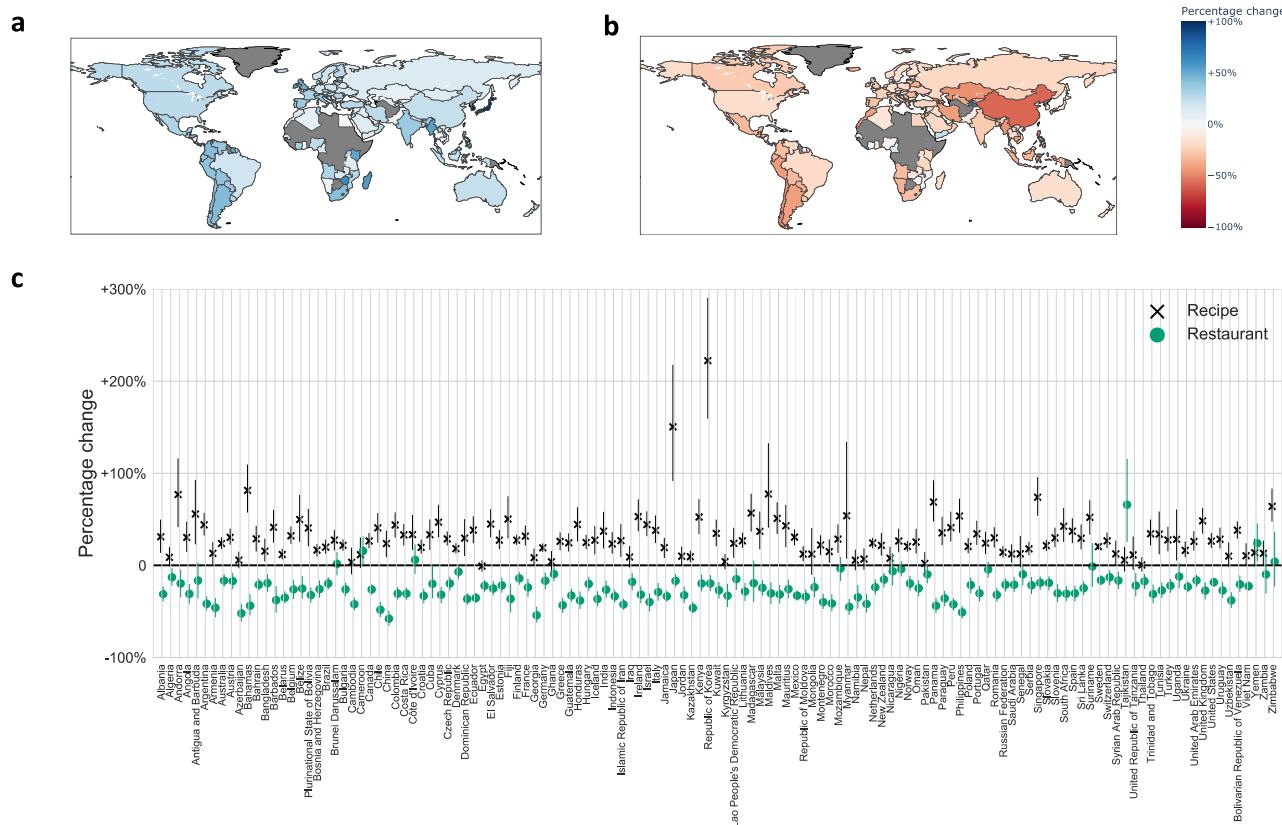 a
b
Percentage change
+100%
+50%
0%
−50%
−100%
c
+300%
+200%
+100%
0
-100%
Percentage change
Recipe
Restaurant
Albania
Algeria
Andorra
Angola
Antigua and Barbuda
Argentina
Armenia
Australia
Austria
Azerbaijan
Bahamas
Bahrein
Bangladesh
Barbados
Belarus
Belgium
Belize
Plurinational State of Bolivia
Bosnia and Herzegovina
Brazil
Brunei Darussalam
Bulgaria
Cambodia
Cameroon
Canada
Chile
China
Colombia
Costa Rica
Côte d'Ivoire
Croatia
Cuba
Cyprus
Czech Republic
Denmark
Dominican Republic
Ecuador
Egypt
El Savador
Estonia
Fiji
Finland
France
Georgia
Germany
Ghana
Greece
Guatemala
Honduras
Hungary
Iceland
India
Indonesia
Islamic Republic of Iran
Iraq
Ireland
Israel
Italy
Jamaica
Japan
Jordan
Kazakhstan
Kenya
Republic of Korea
Kuwait
Kyrgyzstan
Lao People's Democratic Republic
Lithuania
Madagascar
Malaysia
Maldives
Malta
Mauritius
Mexico
Republic of Moldova
Mongolia
Montenegro
Morocco
Mozambique
Myanmar
Namibia
Nepal
Netherlands
New Zealand
Nicaragua
Nigeria
Norway
Oman
Pakistan
Panama
Paraguay
Peru
Philippines
Poland
Portugal
Qatar
Romania
Russian Federation
Saudi Arabia
Senegal
Serbia
Singapore
Slovakia
Slovenia
South Africa
Spain
Sri Lanka
Suriname
Sweden
Switzerland
Syrian Arab Republic
Tajikistan
United Republic of Tanzania
Thailand
Trinidad and Tobago
Tunisia
Turkey
Uganda
Ukraine
United Arab Emirates
United Kingdom
United States
Uruguay
Uzbekistan
Bolivarian Republic of Venezuela
Viet Nam
Yemen
Zambia
Zimbabwe